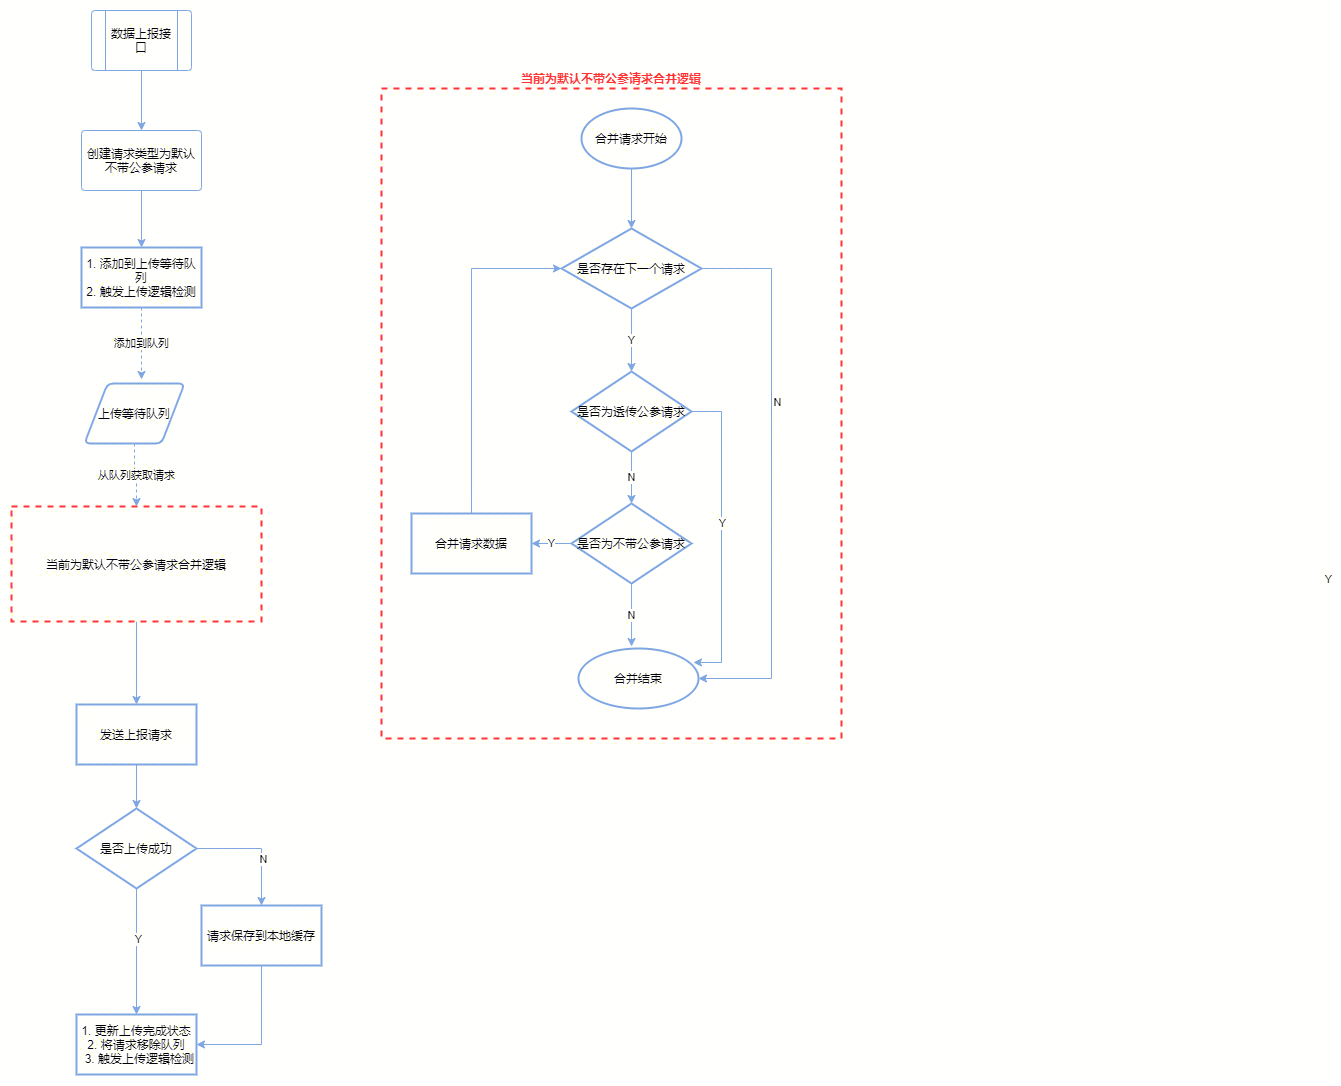 数据上报接
口
创建请求类型为默认
不带公参请求
1. 添加到上传等待队
列
2. 触发上传逻辑检测
添加到队列
上传等待队列
从队列获取请求
当前为默认不带公参请求合并逻辑
发送上报请求
是否上传成功
N
请求保存到本地缓存
Y
1. 更新上传完成状态
2. 将请求移除队列
3. 触发上传逻辑检测
当前为默认不带公参请求合并逻辑
合并请求开始
是否存在下一个请求
Y
N
是否为透传公参请求
N
Y
合并请求数据
Y
是否为不带公参请求
N
合并结束
Y